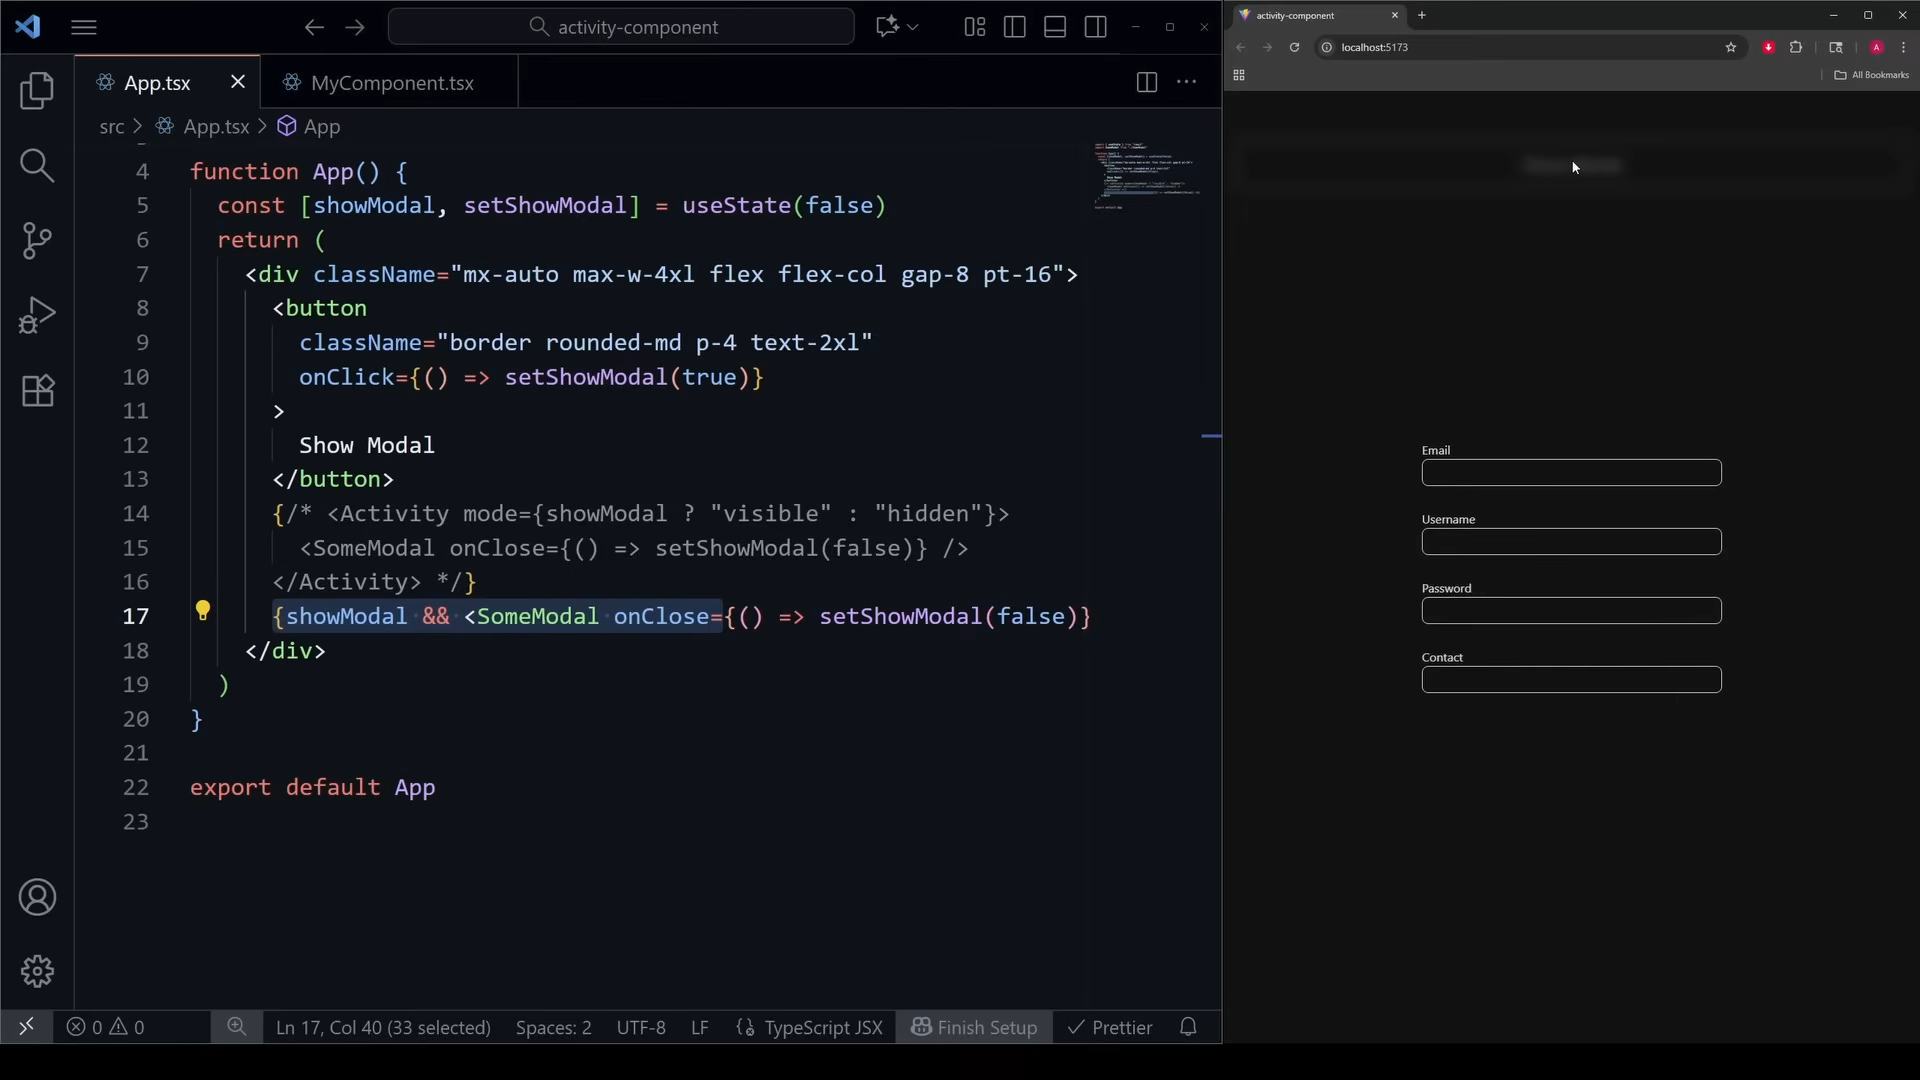 activity-component
App.tsx
MyComponent.tsx
src > App.tsx > App
4 function App() {
5 const [showModal, setShowModal] = useState(false)
6 return (
7 <div className="mx-auto max-w-4xl flex flex-col gap-8 pt-16">
8 <button
9 className="border rounded-md p-4 text-2xl"
10 onClick={() => setShowModal(true)}
11 >
12 Show Modal
13 </button>
14 {/* <Activity mode={showModal ? "visible" : "hidden"}>
15 <SomeModal onClose={() => setShowModal(false)} />
16 </Activity> */}
17 {showModal && <SomeModal onClose={() => setShowModal(false)}
18 </div>
19 )
20 }
21
22 export default App
23
0 0 Ln 17, Col 40 (33 selected) Spaces: 2 UTF-8 LF TypeScript JSX Finish Setup Prettier
activity-component
localhost:5173
A
All Bookmarks
Email
Username
Password
Contact